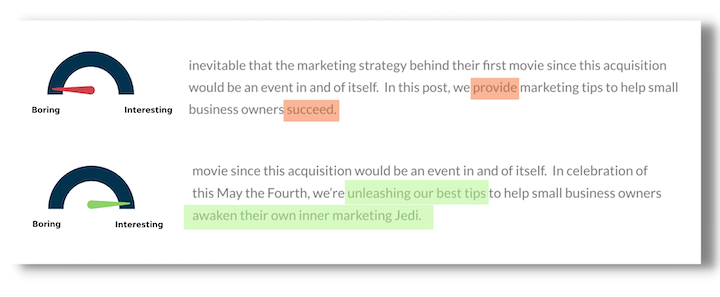 inevitable that the marketing strategy behind their first movie since this acquisition
would be an event in and of itself. In this post, we provide marketing tips to help small
business owners succeed.
Boring Interesting
movie since this acquisition would be an event in and of itself. In celebration of
this May the Fourth, we're unleashing our best tips to help small business owners
awaken their own inner marketing Jedi.
Boring Interesting